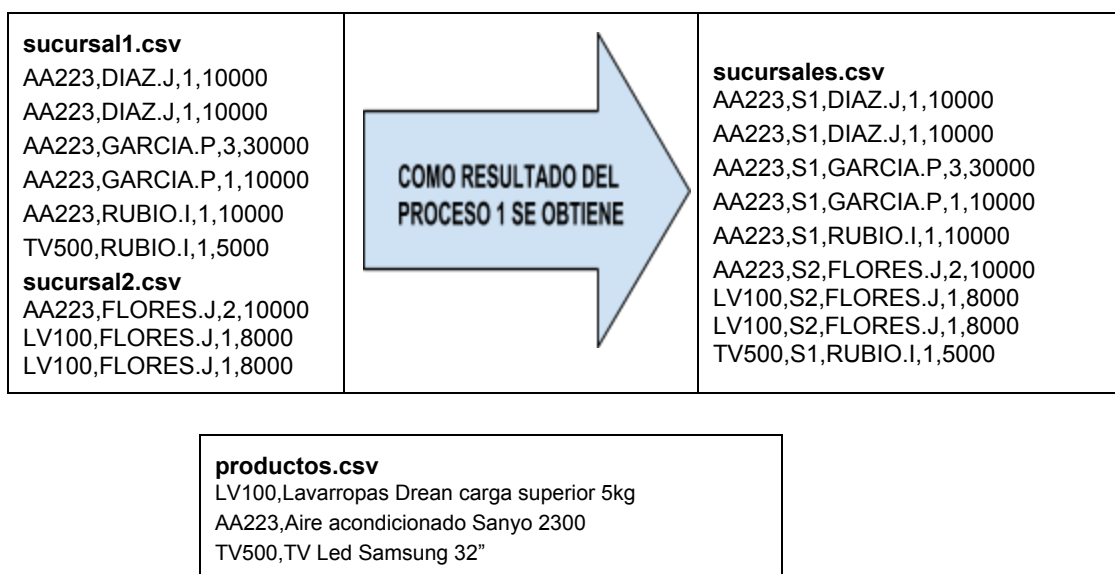 sucursal1.csv
AA223,DIAZ.J,1,10000
AA223,DIAZ.J,1,10000
AA223,GARCIA.P,3,30000
AA223,GARCIA.P,1,10000
AA223,RUBIO.I,1,10000
TV500,RUBIO.I,1,5000
sucursal2.csv
AA223,FLORES.J,2,10000
LV100,FLORES.J,1,8000
LV100,FLORES.J,1,8000
COMO RESULTADO DEL
PROCESO 1 SE OBTIENE
sucursales.csv
AA223,S1,DIAZ.J,1,10000
AA223,S1,DIAZ.J,1,10000
AA223,S1,GARCIA.P,3,30000
AA223,S1,GARCIA.P,1,10000
AA223,S1,RUBIO.I,1,10000
AA223,S2,FLORES.J,2,10000
LV100,S2,FLORES.J,1,8000
LV100,S2,FLORES.J,1,8000
TV500,S1,RUBIO.I,1,5000
productos.csv
LV100,Lavarropas Drean carga superior 5kg
AA223,Aire acondicionado Sanyo 2300
TV500,TV Led Samsung 32”